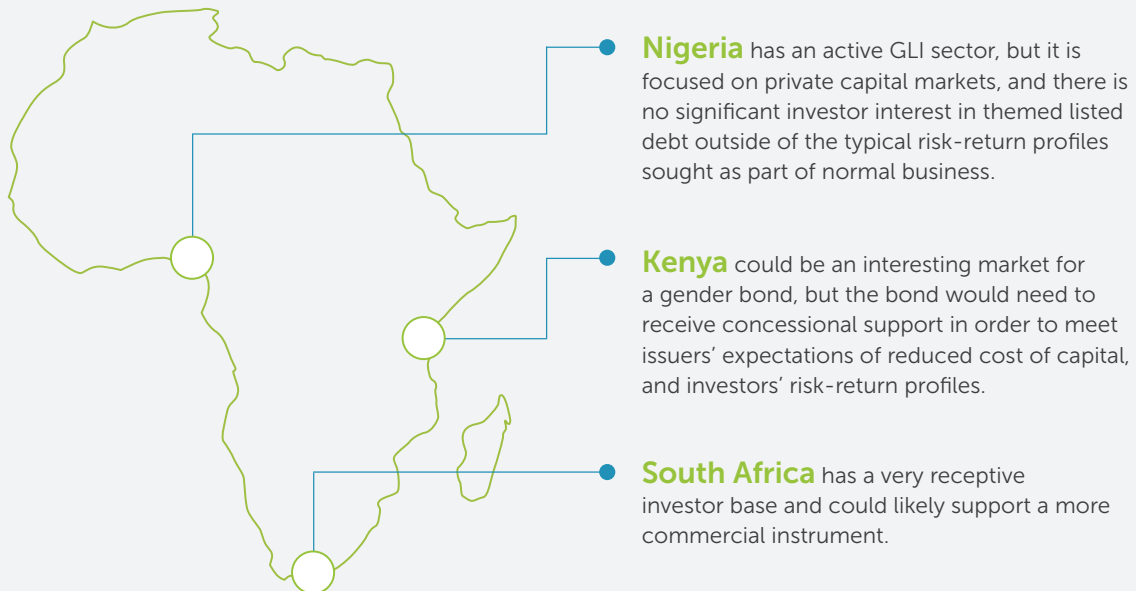 Nigeria has an active GLI sector, but it is
focused on private capital markets, and there is
no significant investor interest in themed listed
debt outside of the typical risk-return profiles
sought as part of normal business.
Kenya could be an interesting market for
a gender bond, but the bond would need to
receive concessional support in order to meet
issuers’ expectations of reduced cost of capital,
and investors’ risk-return profiles.
South Africa has a very receptive
investor base and could likely support a more
commercial instrument.